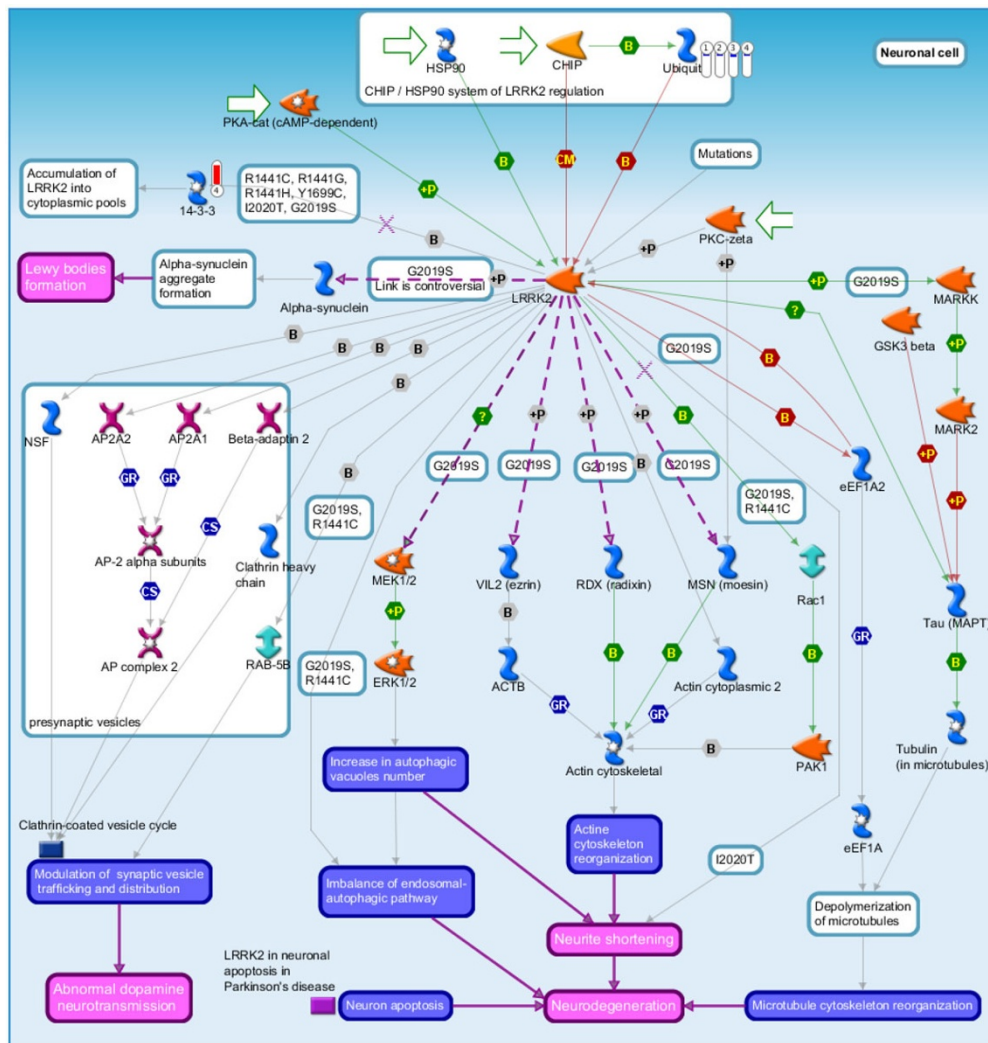 Neuronal cell
HSP90
CHIP
B
Ubiquit
1 2 3 4
CHIP / HSP90 system of LRRK2 regulation
PKA-cat (cAMP-dependent)
B
CM
B
Mutations
Accumulation of
LRRK2 into
cytoplasmic pools
4
14-3-3
R1441C, R1441G,
R1441H, Y1699C,
I2020T, G2019S
+P
B
+P
PKC-zeta
+P
Lewy bodies
formation
Alpha-synuclein
aggregate
formation
Alpha-synuclein
G2019S
Link is controversial
+P
LRRK2
+P
G2019S
MARKK
?
GSK3 beta
+P
B
B
B
B
B
G2019S
B
MARK2
NSF
AP2A2
AP2A1
Beta-adaptin 2
?
+P
+P
+P
B
B
eEF1A2
+P
GR
GR
B
G2019S
G2019S
G2019S
B
G2019S
+P
CS
G2019S,
R1441C
G2019S,
R1441C
AP-2 alpha subunits
Clathrin heavy
chain
MEK1/2
VIL2 (ezrin)
RDX (radixin)
MSN (moesin)
Rac1
CS
+P
B
Tau (MAPT)
GR
AP complex 2
RAB-5B
G2019S,
R1441C
ERK1/2
ACTB
B
B
Actin cytoplasmic 2
B
B
GR
GR
presynaptic vesicles
Actin cytoskeletal
B
PAK1
Tubulin
(in microtubules)
Increase in autophagic
vacuoles number
Clathrin-coated vesicle cycle
Actine
cytoskeleton
reorganization
eEF1A
I2020T
Modulation of synaptic vesicle
trafficking and distribution
Imbalance of endosomal-
autophagic pathway
Depolymerization
of microtubules
Neurite shortening
LRRK2 in neuronal
apoptosis in
Parkinson's disease
Abnormal dopamine
neurotransmission
Neuron apoptosis
Neurodegeneration
Microtubule cytoskeleton reorganization